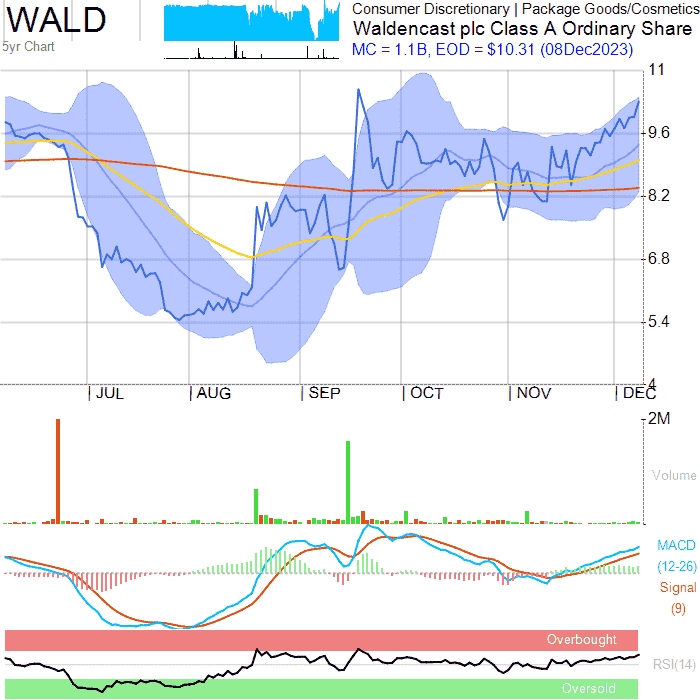 WALD
5yr Chart
Consumer Discretionary | Package Goods/Cosmetics
Waldencast plc Class A Ordinary Share
MC = 1.1B, EOD = $10.31 (08Dec2023)
11
9.6
8.2
6.8
5.4
4
JUL AUG SEP OCT NOV DEC
2M
Volume
MACD
(12-26)
Signal
(9)
Overbought
RSI(14)
Oversold